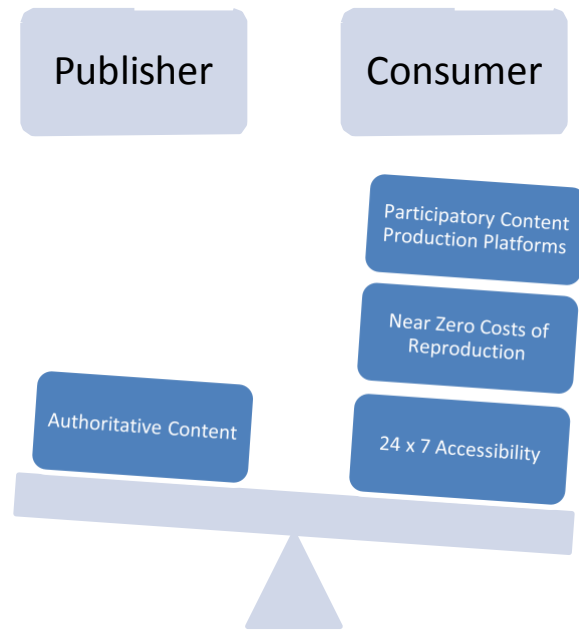 Publisher
Consumer
Participatory Content
Production Platforms
Near Zero Costs of
Reproduction
Authoritative Content
24 x 7 Accessibility